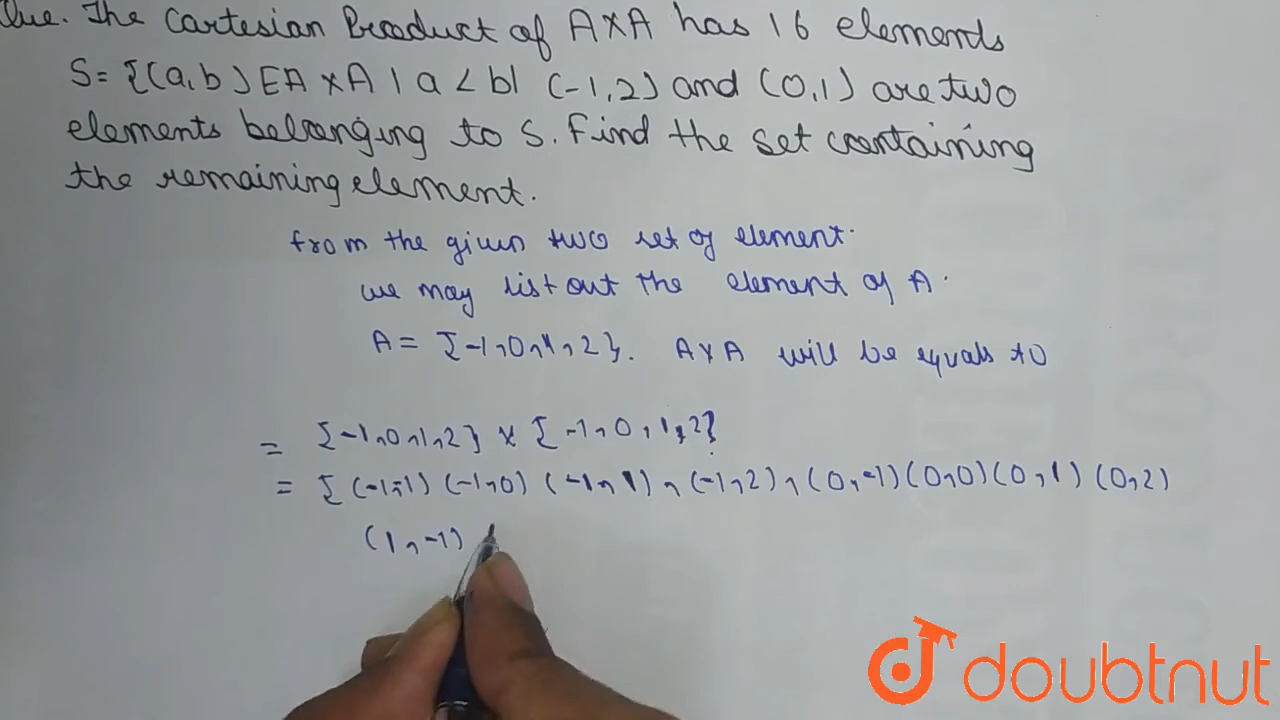 Que. The Cartesian Product of A×A has 16 elements
S= {(a,b) E A × A | a < b| (-1,2) and (0,1) are two
elements belonging to S. Find the set containing
the remaining element.
from the given two set of element.
we may list out the element of A.
A = {-1,0,1,2}. A×A will be equals to
= {-1,0,1,2} × {-1,0,1,2}
= {(-1,-1) (-1,0) (-1,1), (-1,2), (0,-1) (0,0) (0,1) (0,2)
(1,-1)
doubtnut